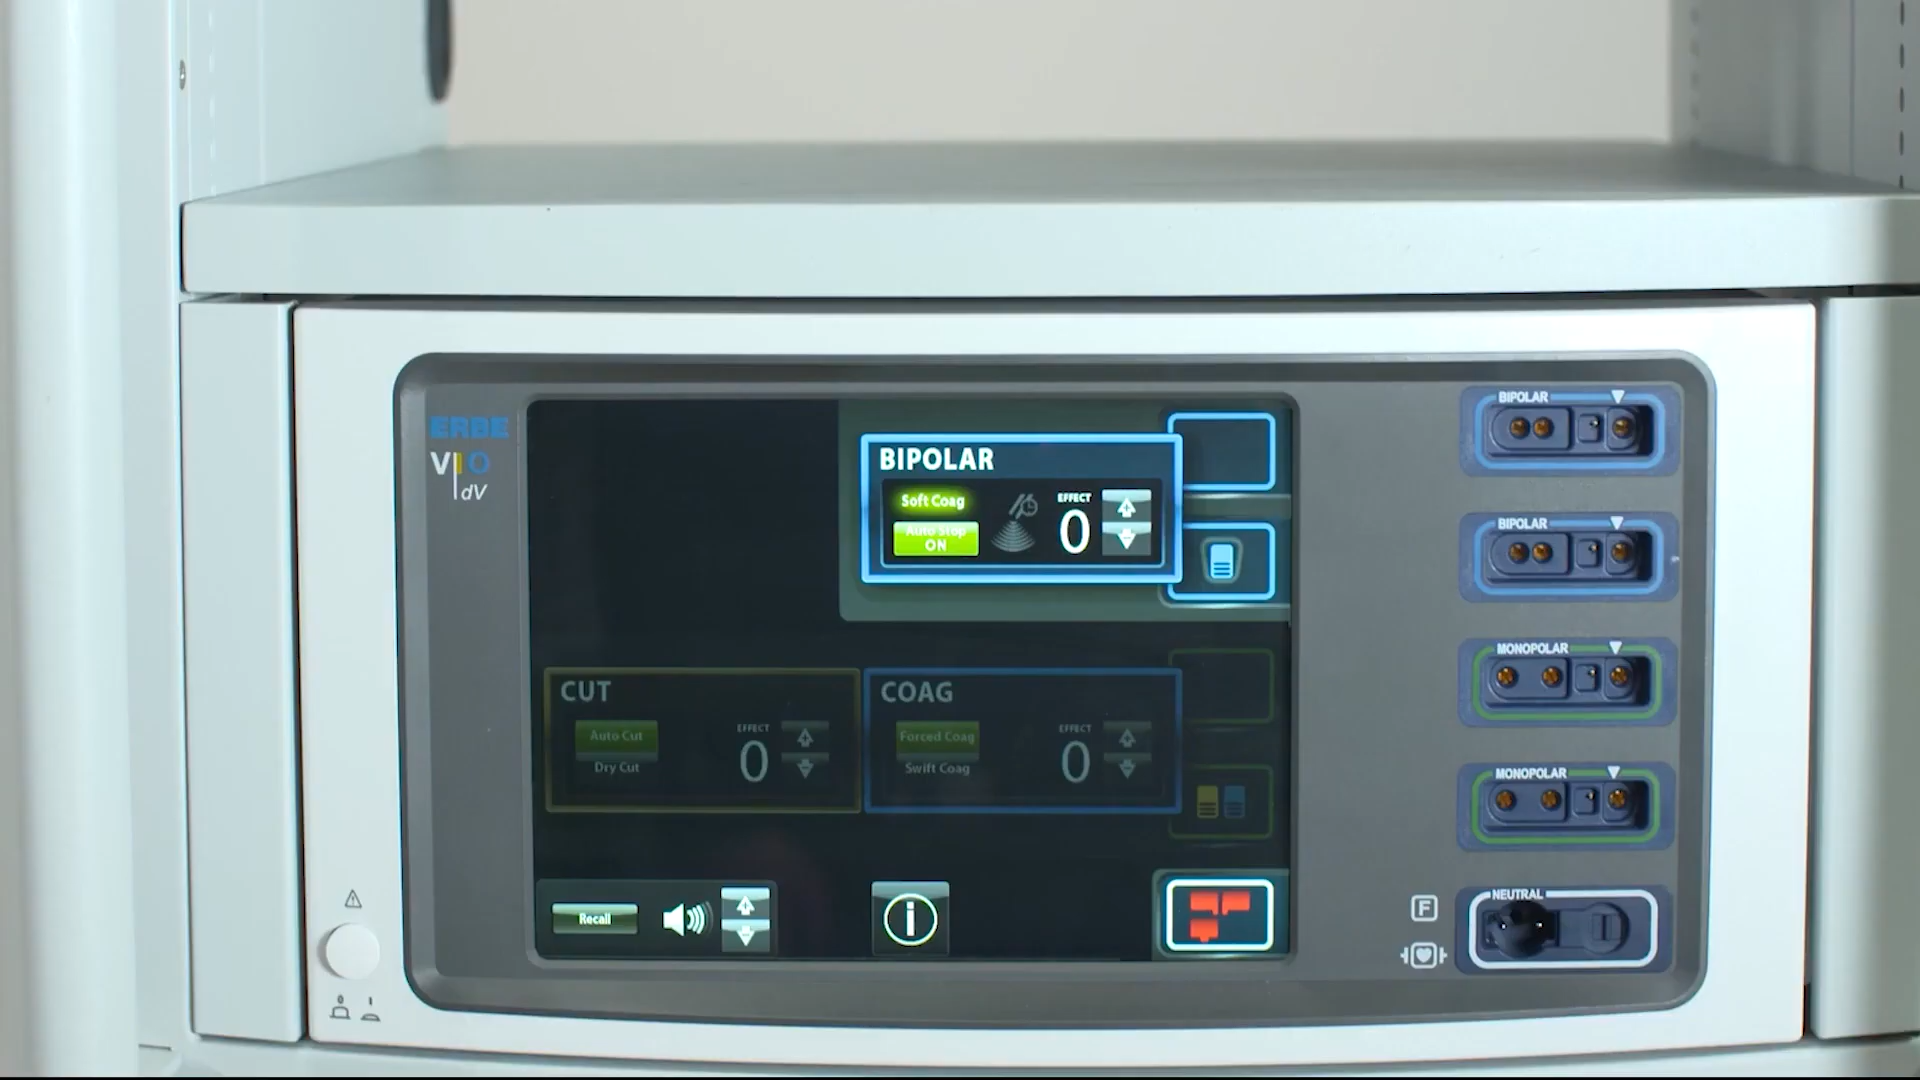 ERBE
VIO
dV
BIPOLAR
Soft Coag
Auto Stop
ON
EFFECT
0
CUT
Auto Cut
Dry Cut
EFFECT
0
COAG
Forced Coag
Swift Coag
EFFECT
0
Recall
i
BIPOLAR
BIPOLAR
MONOPOLAR
MONOPOLAR
NEUTRAL
F